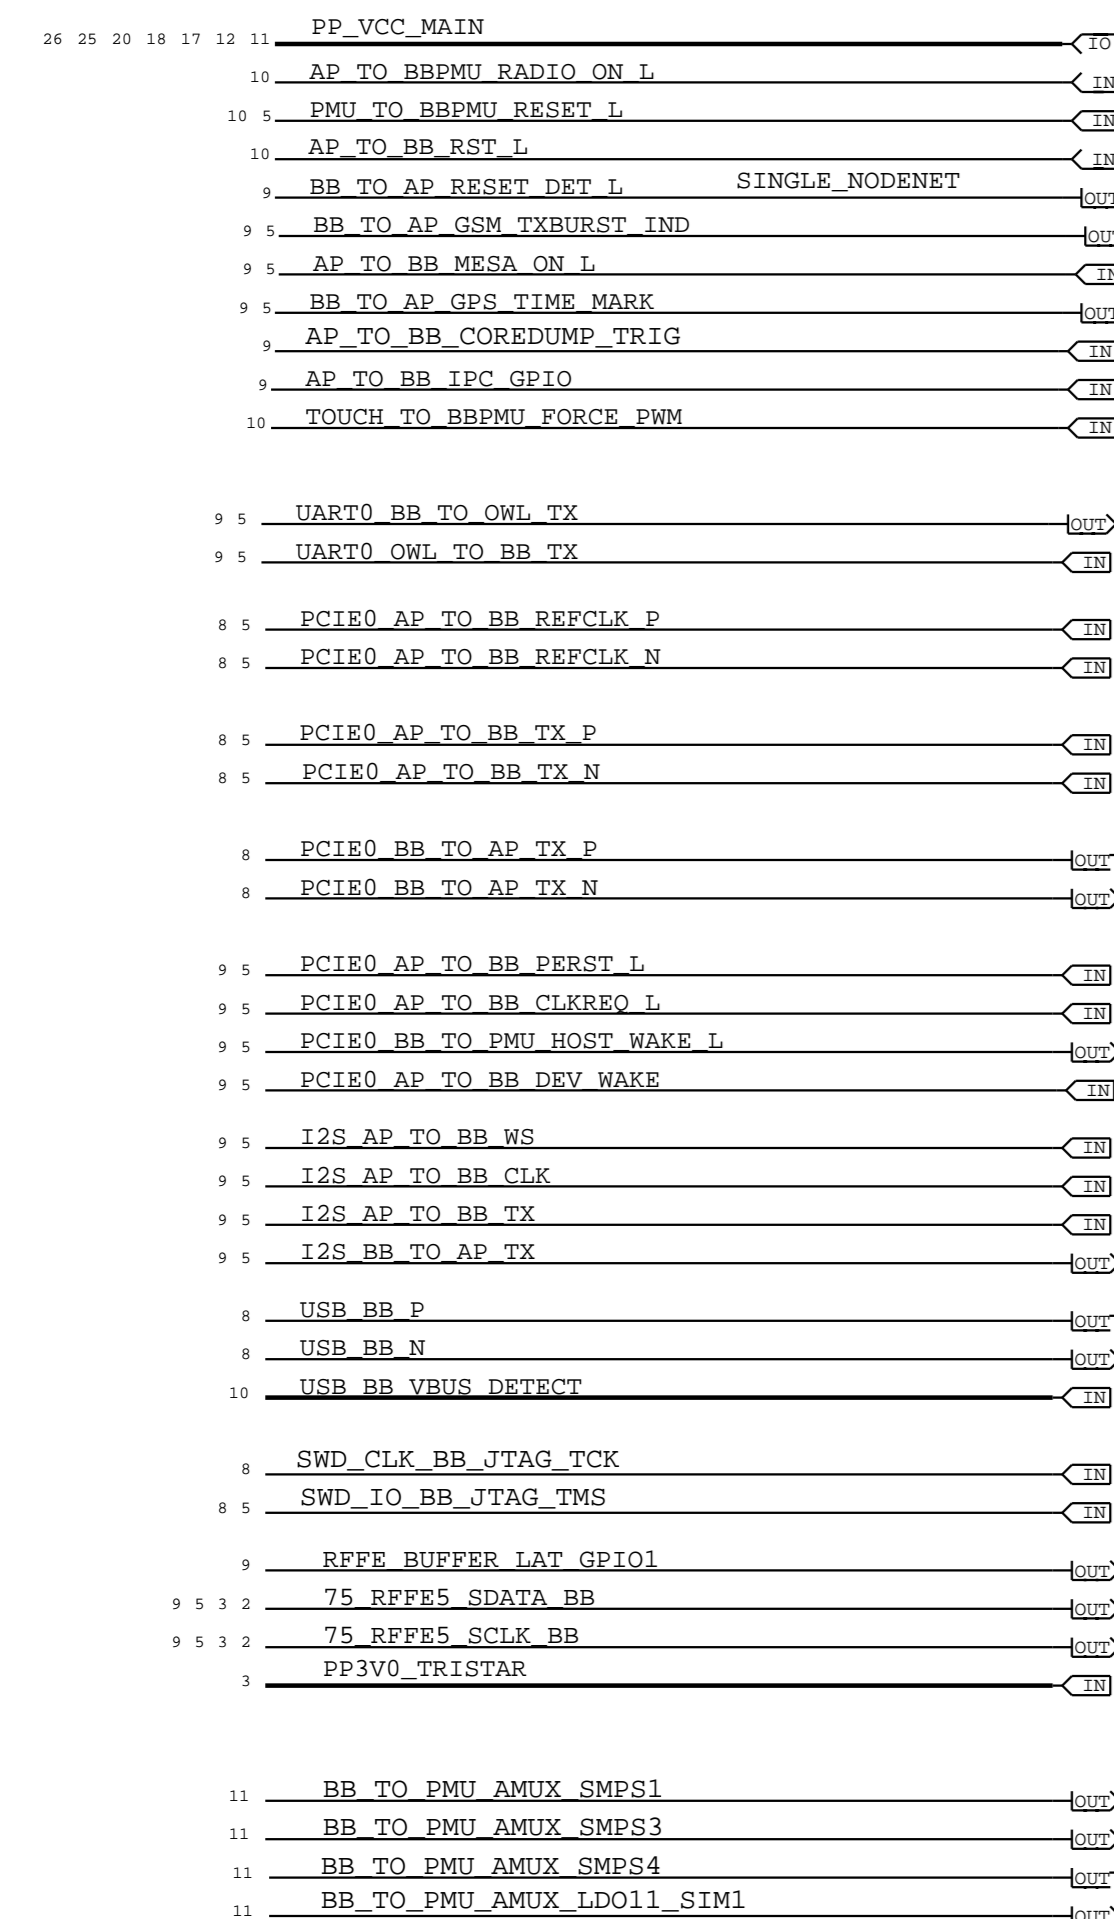 PP_VCC_MAIN
26 25 20 18 17 12 11 IO
10 AP_TO_BBPMU_RADIO_ON_L IN
10 5 PMU_TO_BBPMU_RESET_L IN
10 AP_TO_BB_RST_L IN
9 BB_TO_AP_RESET_DET_L SINGLE_NODENET OUT
9 5 BB_TO_AP_GSM_TXBURST_IND OUT
9 5 AP_TO_BB_MESA_ON_L IN
9 5 BB_TO_AP_GPS_TIME_MARK OUT
9 AP_TO_BB_COREDUMP_TRIG IN
9 AP_TO_BB_IPC_GPIO IN
10 TOUCH_TO_BBPMU_FORCE_PWM IN
9 5 UART0_BB_TO_OWL_TX OUT
9 5 UART0_OWL_TO_BB_TX IN
8 5 PCIE0_AP_TO_BB_REFCLK_P IN
8 5 PCIE0_AP_TO_BB_REFCLK_N IN
8 5 PCIE0_AP_TO_BB_TX_P IN
8 5 PCIE0_AP_TO_BB_TX_N IN
8 PCIE0_BB_TO_AP_TX_P OUT
8 PCIE0_BB_TO_AP_TX_N OUT
9 5 PCIE0_AP_TO_BB_PERST_L IN
9 5 PCIE0_AP_TO_BB_CLKREQ_L IN
9 5 PCIE0_BB_TO_PMU_HOST_WAKE_L OUT
9 5 PCIE0_AP_TO_BB_DEV_WAKE IN
9 5 I2S_AP_TO_BB_WS IN
9 5 I2S_AP_TO_BB_CLK IN
9 5 I2S_AP_TO_BB_TX IN
9 5 I2S_BB_TO_AP_TX OUT
8 USB_BB_P OUT
8 USB_BB_N OUT
10 USB_BB_VBUS_DETECT IN
8 SWD_CLK_BB_JTAG_TCK IN
8 5 SWD_IO_BB_JTAG_TMS IN
9 RFFE_BUFFER_LAT_GPIO1 OUT
9 5 3 2 75_RFFE5_SDATA_BB OUT
9 5 3 2 75_RFFE5_SCLK_BB OUT
3 PP3V0_TRISTAR IN
11 BB_TO_PMU_AMUX_SMPS1 OUT
11 BB_TO_PMU_AMUX_SMPS3 OUT
11 BB_TO_PMU_AMUX_SMPS4 OUT
11 BB_TO_PMU_AMUX_LDO11_SIM1 OUT